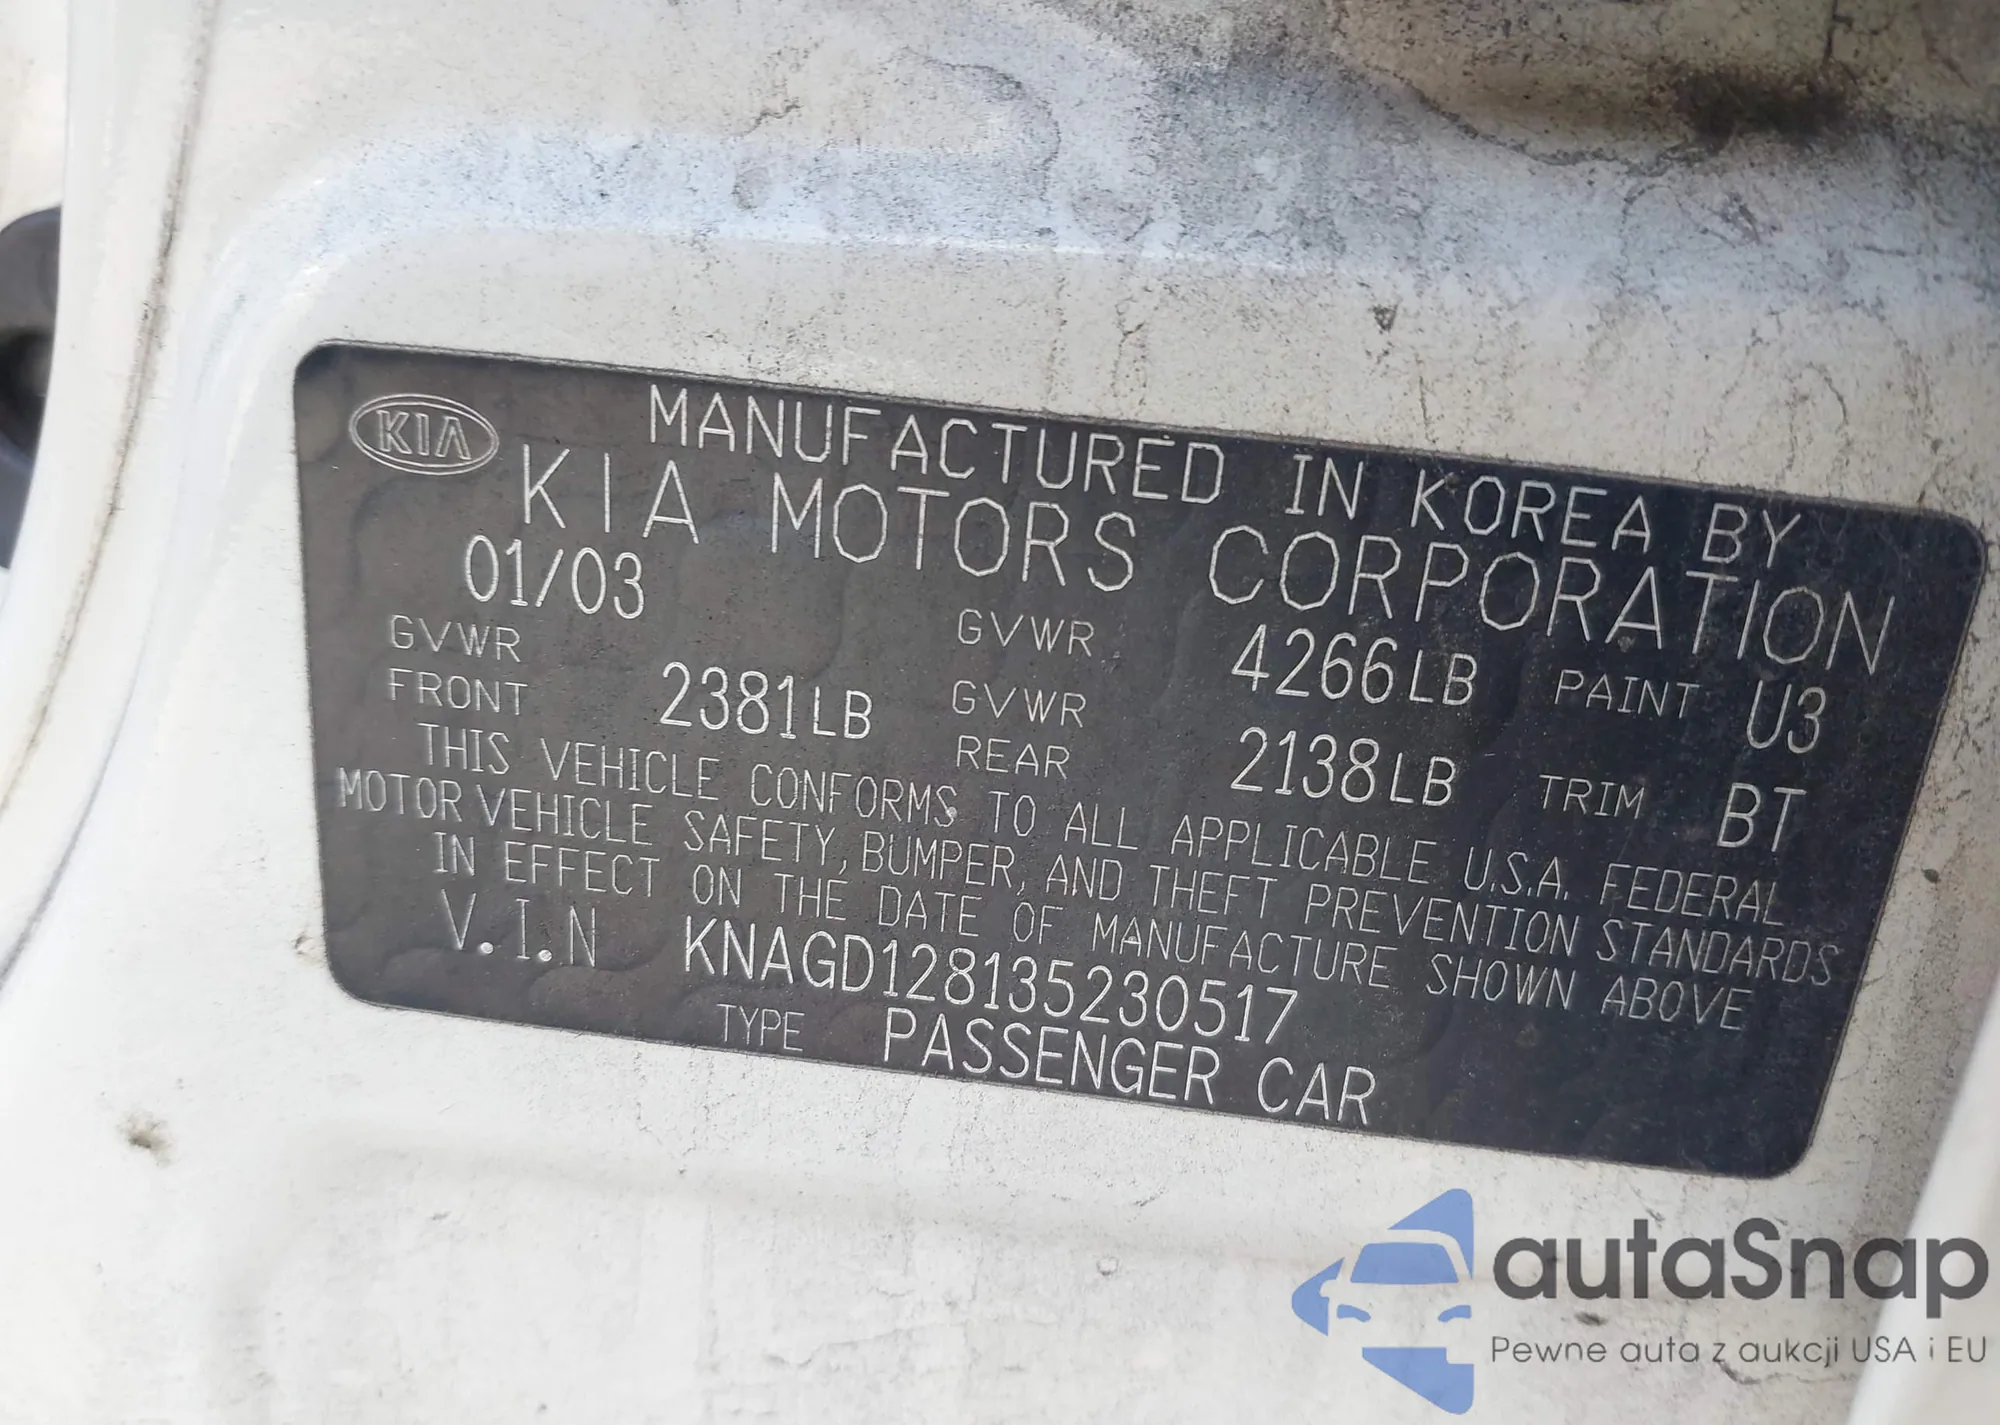 KIA
MANUFACTURED IN KOREA BY
KIA MOTORS CORPORATION
01/03
GVWR 4266LB PAINT U3
GVWR FRONT 2381LB GVWR REAR 2138LB TRIM BT
THIS VEHICLE CONFORMS TO ALL APPLICABLE U.S.A. FEDERAL
MOTOR VEHICLE SAFETY, BUMPER, AND THEFT PREVENTION STANDARDS
IN EFFECT ON THE DATE OF MANUFACTURE SHOWN ABOVE
V.I.N KNAGD128135230517
TYPE PASSENGER CAR
autaSnap
Pewne auta z aukcji USA i EU